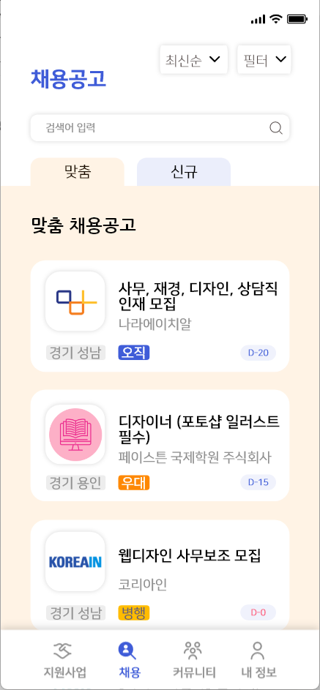 최신순
필터
채용공고
검색어 입력
맞춤
신규
맞춤 채용공고
사무, 재경, 디자인, 상담직
인재 모집
나라에이치알
경기 성남
오직
D-20
디자이너 (포토샵 일러스트
필수)
페이스튼 국제학원 주식회사
경기 용인
우대
D-15
KOREAIN
웹디자인 사무보조 모집
코리아인
경기 성남
병행
D-0
지원사업
채용
커뮤니티
내 정보